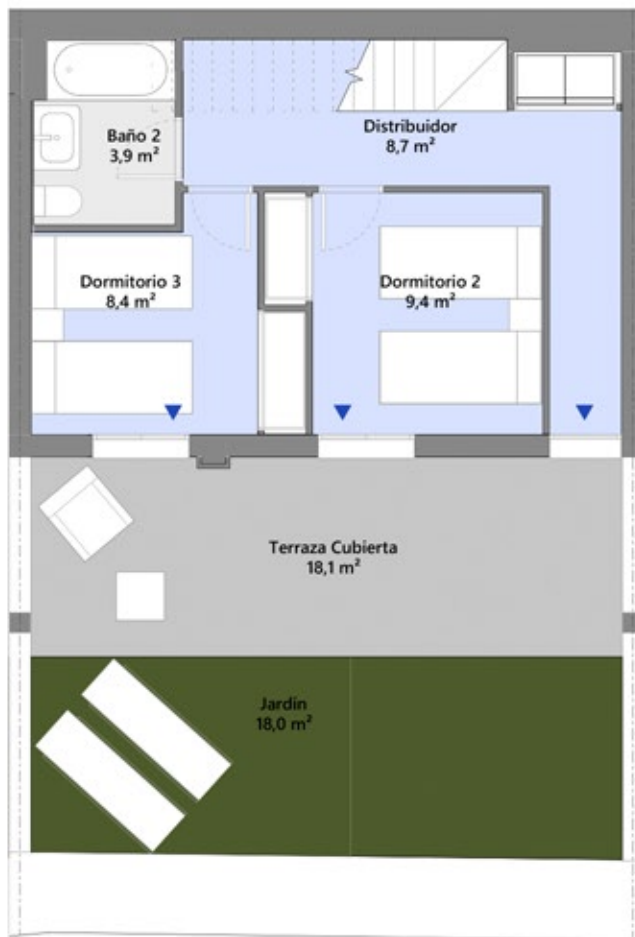 Distribuidor
8,7 m²
Baño 2
3,9 m²
Dormitorio 3
8,4 m²
Dormitorio 2
9,4 m²
Terraza Cubierta
18,1 m²
Jardín
18,0 m²